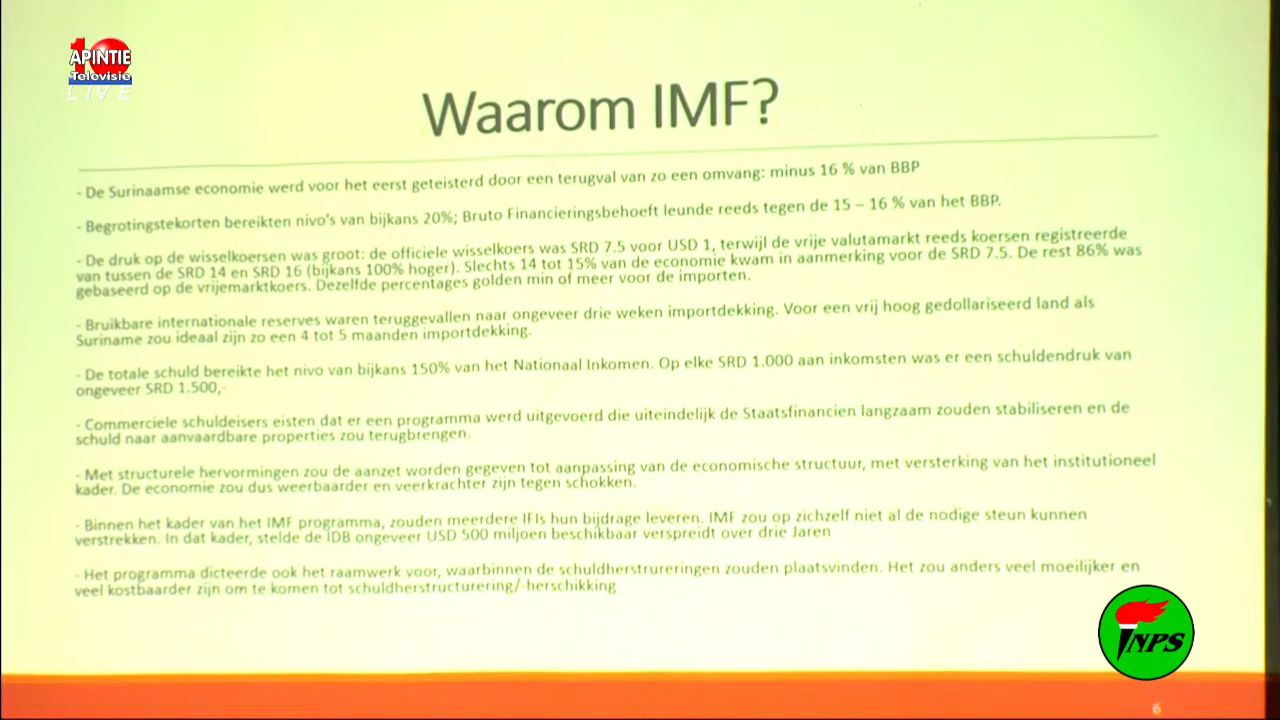 10
APINTIE
Televisie
LIVE
Waarom IMF?
- De Surinaamse economie werd voor het eerst geteisterd door een terugval van zo een omvang: minus 16 % van BBP
- Begrotingstekorten bereikten nivo's van bijkans 20%; Bruto Financieringsbehoeft leunde reeds tegen de 15 – 16 % van het BBP.
- De druk op de wisselkoersen was groot: de officiele wisselkoers was SRD 7.5 voor USD 1, terwijl de vrije valutamarkt reeds koersen registreerde
van tussen de SRD 14 en SRD 16 (bijkans 100% hoger). Slechts 14 tot 15% van de economie kwam in aanmerking voor de SRD 7.5. De rest 86% was
gebaseerd op de vrijemarktkoers. Dezelfde percentages golden min of meer voor de importen.
- Bruikbare internationale reserves waren teruggevallen naar ongeveer drie weken importdekking. Voor een vrij hoog gedollariseerd land als
Suriname zou ideaal zijn zo een 4 tot 5 maanden importdekking.
- De totale schuld bereikte het nivo van bijkans 150% van het Nationaal Inkomen. Op elke SRD 1.000 aan inkomsten was er een schuldendruk van
ongeveer SRD 1.500,-
- Commerciele schuldeisers eisten dat er een programma werd uitgevoerd die uiteindelijk de Staatsfinancien langzaam zouden stabiliseren en de
schuld naar aanvaardbare properties zou terugbrengen.
- Met structurele hervormingen zou de aanzet worden gegeven tot aanpassing van de economische structuur, met versterking van het institutioneel
kader. De economie zou dus weerbaarder en veerkrachter zijn tegen schokken.
- Binnen het kader van het IMF programma, zouden meerdere IFIs hun bijdrage leveren. IMF zou op zichzelf niet al de nodige steun kunnen
verstrekken. In dat kader, stelde de IDB ongeveer USD 500 miljoen beschikbaar verspreidt over drie Jaren
- Het programma dicteerde ook het raamwerk voor, waarbinnen de schuldherstrureringen zouden plaatsvinden. Het zou anders veel moeilijker en
veel kostbaarder zijn om te komen tot schuldherstructurering/-herschikking
NPS
6